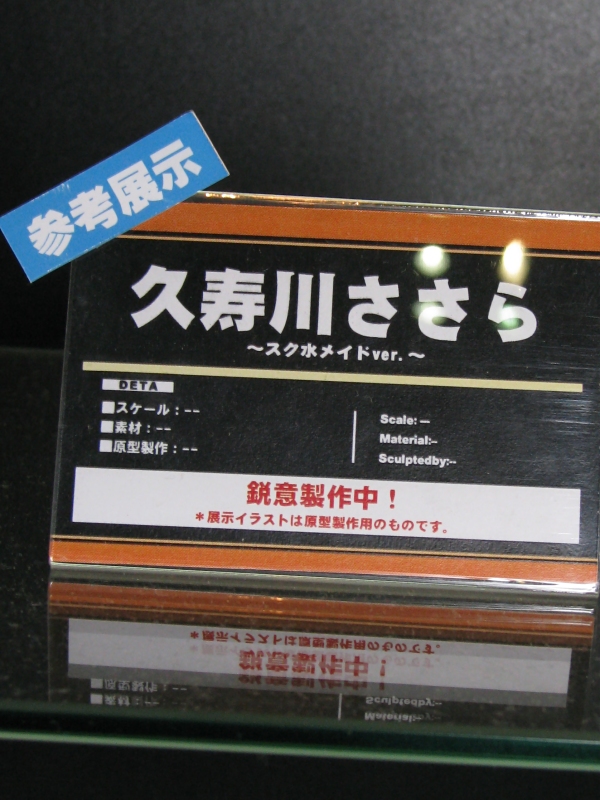 参考展示
久寿川ささら
～スク水メイドver.～
DETA
■スケール：--
■素材：--
■原型製作：--
Scale: --
Material:--
Sculptedby:--
鋭意製作中！
＊展示イラストは原型製作用のものです。